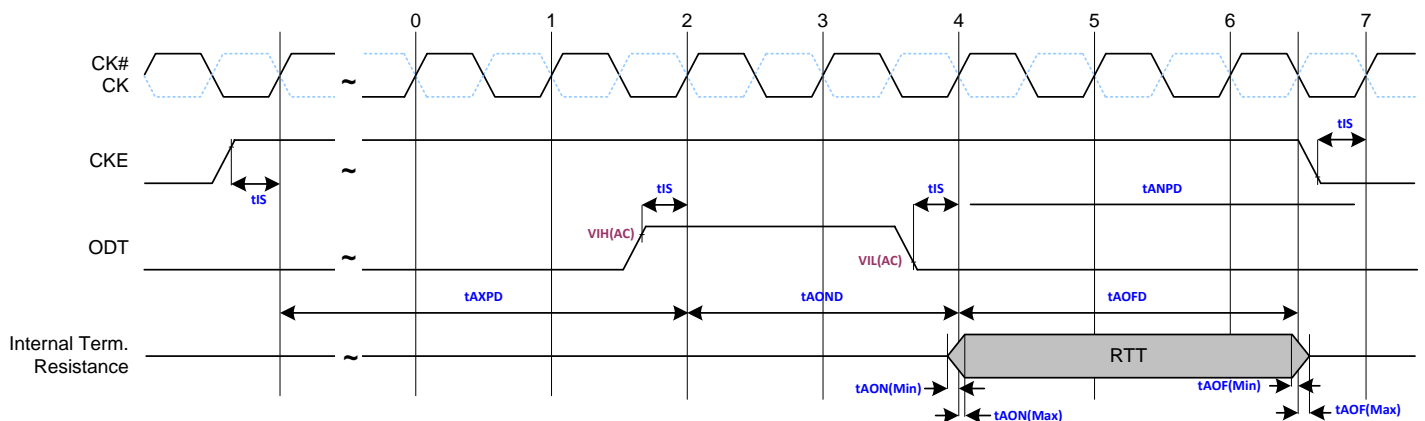 0 1 2 3 4 5 6 7
CK#
CK
~
CKE
~
tIS
tIS
tIS
tIS
tANPD
ODT
~
VIH(AC)
VIL(AC)
tAXPD
tAOND
tAOFD
Internal Term.
Resistance
~
RTT
tAON(Min)
tAON(Max)
tAOF(Min)
tAOF(Max)